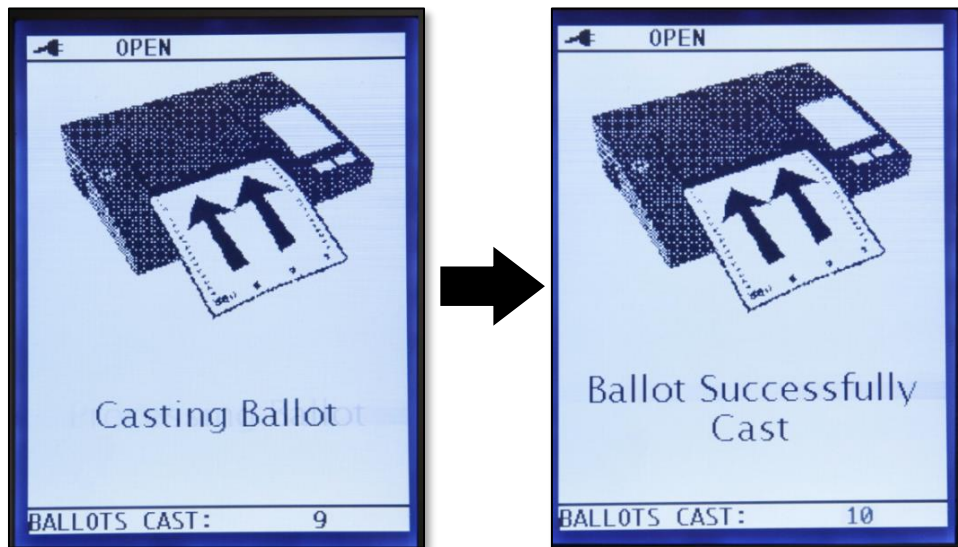 OPEN
Casting Ballot
BALLOTS CAST: 9
OPEN
Ballot Successfully
Cast
BALLOTS CAST: 10